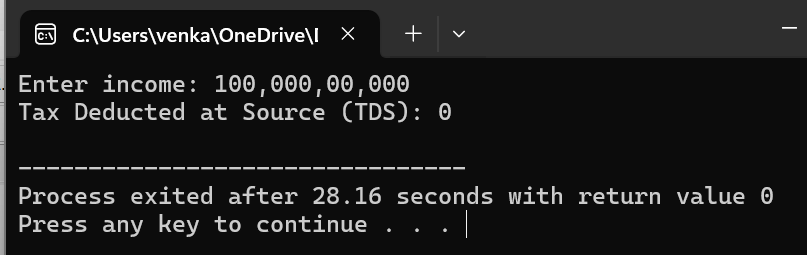 C:\Users\venka\OneDrive\I
Enter income: 100,000,00,000
Tax Deducted at Source (TDS): 0
--------------------------------
Process exited after 28.16 seconds with return value 0
Press any key to continue . . .